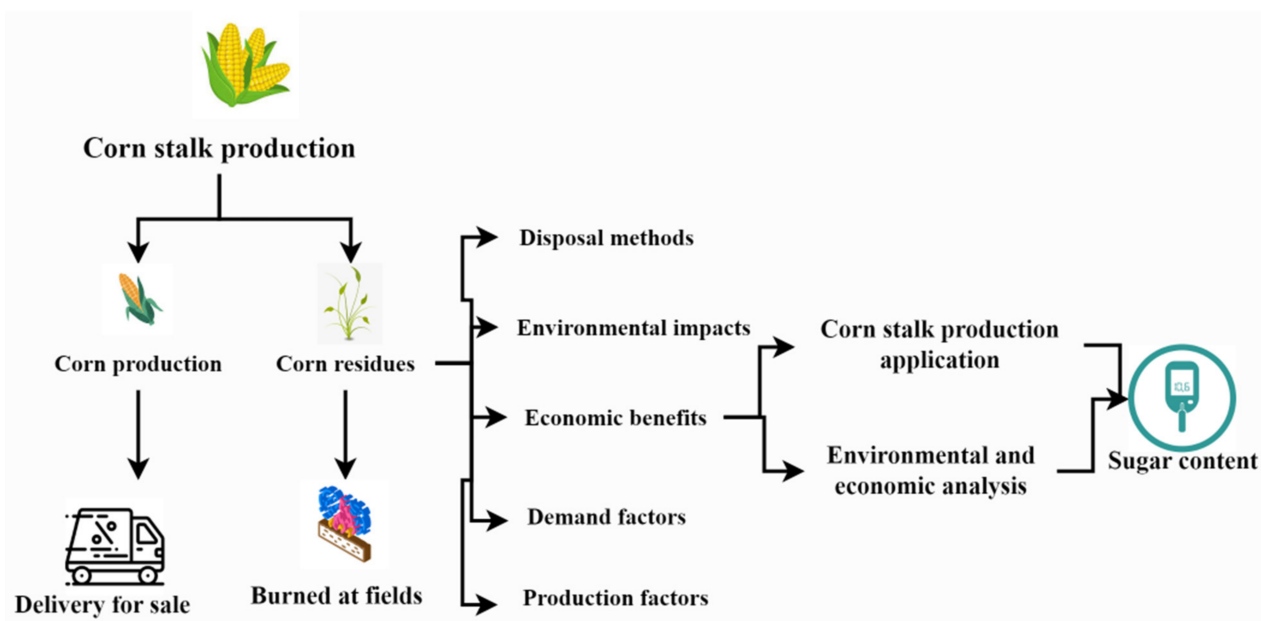 Corn stalk production
Corn production
Corn residues
Delivery for sale
Burned at fields
Disposal methods
Environmental impacts
Economic benefits
Demand factors
Production factors
Corn stalk production
application
Environmental and
economic analysis
Sugar content